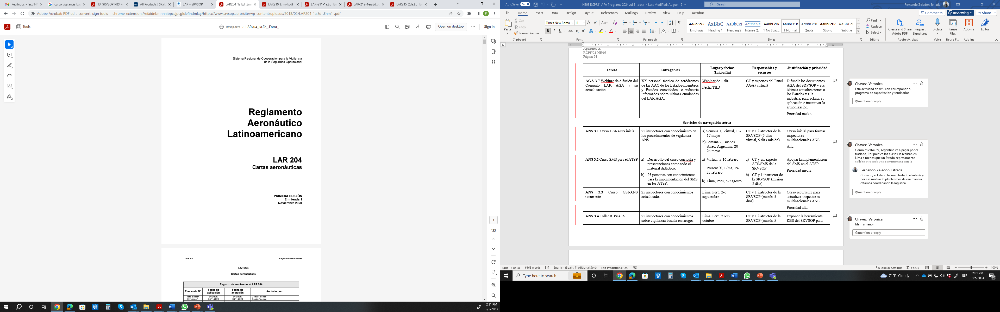 Recibidos - ferz.14
curso vigilancia ba
13. SRVSOP RBS P
All Products | SKYb
LAR » SRVSOP
LAR204_1a.Ed_.En
LAR210_Enm4.pdf
LAR-211-1a.Ed_.E
LAR-212-1eraEd.p
LAR215_2da.Ed_.E
Adobe Acrobat: PDF edit, convert, sign tools | chrome-extension://efaidnbmnnnibpcajpcglclefindmkaj/https://www.srvsop.aero/site/wp-content/uploads/2018/02/LAR204_1a.Ed_.Enm1_.pdf
Tools
srvsop.aero / LAR204_1a.Ed_.Enm1_
Open on desktop
Sign in
Sistema Regional de Cooperación para la Vigilancia
de la Seguridad Operacional
Reglamento
Aeronáutico
Latinoamericano
LAR 204
Cartas aeronáuticas
PRIMERA EDICIÓN
Enmienda 1
Noviembre 2020
1
155
LAR 204 Registro de enmiendas
LAR 204
Cartas aeronáuticas
Registro de enmiendas al LAR 204
Enmienda N° Fecha de aplicación Fecha de anotación Anotado por:
1era. Edición 3/12/2017 3/12/2017 Comité Técnico
Enmienda 1 05/11/2020 04/11/2020 Comité Técnico
2:31 PM
9/5/2023
AutoSave On
NE08 RCPF21 APA Programa 2024 Jul 31.docx • Last Modified: August 15
Search
Fernando Zeledon Estrada
File Home Insert Draw Design Layout References Mailings Review View Help Acrobat
Comments Reviewing Share
Paste
Cut
Copy
Format Painter
Clipboard
Times New Roma 11
Font
Paragraph
Emphasis Heading 1 Heading 2 Intense Q... ¶ No Spac... ¶ Normal Quote Strong Subtitle
Styles
Find
Replace
Select
Editing
Create and Share
Adobe PDF
Request
Signatures
Adobe Acrobat
Dictate
Voice
Reuse
Files
Reuse Fi...
Add-ins
Add-ins
Editor
Apéndice A
RCPF/21-NE/08
Página 24
Tareas
Entregables
Lugar y fechas
(Inicio/fin)
Responsables y
recursos
Justificación y prioridad
AGA 3.7 Webinar de difusión del
Conjunto LAR AGA y su
actualización
XX personal técnico de aeródromos
de las AAC de los Estados-miembros
y Estados convidados, e industria
informados sobre ultimas enmiendas
del LAR AGA.
Webinar de 1 día.
Fecha TBD
CT y expertos del Panel
AGA (virtual)
Difundir los documentos
AGA del SRVSOP y sus
últimas actualizaciones a
los Estados y a la
industria, para aclarar su
aplicación e incentivar la
armonización.
Prioridad media
Servicios de navegación aérea
ANS 3.1 Curso GSI-ANS inicial
25 inspectores con conocimiento en
los procedimientos de vigilancia
ANS.
a) Semana 1, Virtual, 13-
17 mayo
b) Semana 2, Buenos
Aires, Argentina, 20-
24 mayo
CT y 1 instructor de la
SRVSOP (5 días
virtual, 5 días misión)
Curso inicial para formar
inspectores
multinacionales ANS
Alta
ANS 3.2 Curso SMS para el ATSP
a) Desarrollo del curso curricula y
presentaciones como todo el
material didáctico.
b) 25 personas con conocimientos
para la implementación del SMS
en los ATSP.
a) Virtual, 5-16 febrero
Presencial, Lima, 19-
23 febrero
b) Lima, Perú, 5-9 agosto
a) CT y un experto
ATS/SMS de la
SRVSOP
b) CT y 1 instructor de
la SRVSOP (misión
5 días)
Apoyar la implementación
del SMS en el ATSP
Prioridad media
ANS 3.3 Curso GSI-ANS
recurrente
25 inspectores con conocimientos
actualizados
Lima, Perú, 2-6
septiembre
CT y 1 instructor de la
SRVSOP (misión 5
días)
Curso recurrente para
actualizar inspectores
multinacionales ANS
Prioridad alta
ANS 3.4 Taller RBS/ATS
25 inspectores con conocimientos
sobre vigilancia basada en riesgos
Lima, Perú, 21-25
octubre
CT y 1 instructor de la
SRVSOP (misión 5
Exponer la herramienta
RBS del SRVSOP para
Chavez, Veronica
Esta actividad de difusion corresponde al
programa de capacitacion y seminarios
@mention or reply
Chavez, Veronica
Como es esto????, Argentina va a pagar por el
traslado, Por politica los cursos se realizan en
Lima a menos que un Estado expresamente
solicite otra sede y se comprometa con la
Fernando Zeledon Estrada
Correcto, el Estado ha manifestado el interés y
por ese motivo lo planteamos de esa manera,
estamos coordinando la logística
@mention or reply
Chavez, Veronica
Idem anterior
@mention or reply
Page 16 of 28 6165 words Spanish (Spain, Traditional Sort) Text Predictions: On
Display Settings Focus 100%
Type here to search
71°F Cloudy
ESP
2:31 PM
9/5/2023
30